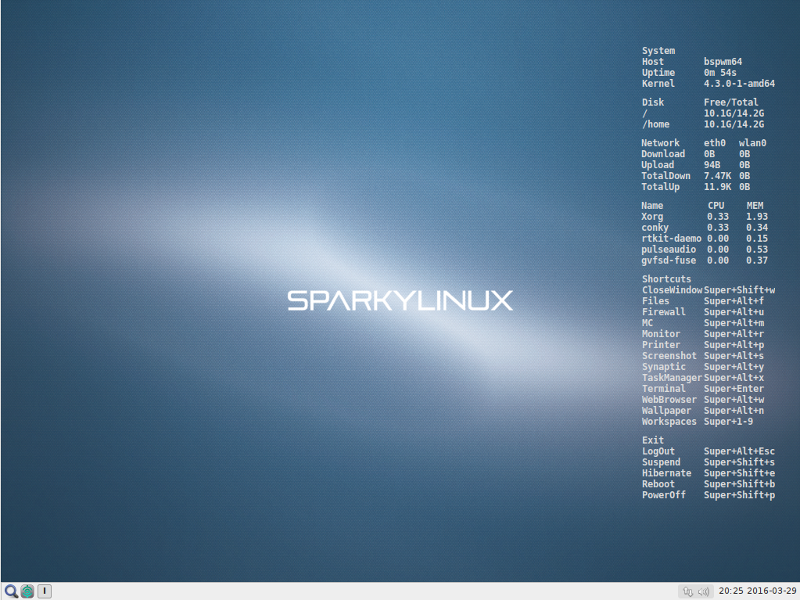 System
Host bspwm64
Uptime 0m 54s
Kernel 4.3.0-1-amd64
Disk Free/Total
/ 10.1G/14.2G
/home 10.1G/14.2G
Network eth0 wlan0
Download 0B 0B
Upload 94B 0B
TotalDown 7.47K 0B
TotalUp 11.9K 0B
Name CPU MEM
Xorg 0.33 1.93
conky 0.33 0.34
rtkit-daemo 0.00 0.15
pulseaudio 0.00 0.53
gvfsd-fuse 0.00 0.37
Shortcuts
CloseWindow Super+Shift+w
Files Super+Alt+f
Firewall Super+Alt+u
MC Super+Alt+m
Monitor Super+Alt+r
Printer Super+Alt+p
Screenshot Super+Alt+s
Synaptic Super+Alt+y
TaskManager Super+Alt+x
Terminal Super+Enter
WebBrowser Super+Alt+w
Wallpaper Super+Alt+n
Workspaces Super+1-9
Exit
LogOut Super+Alt+Esc
Suspend Super+Shift+s
Hibernate Super+Shift+e
Reboot Super+Shift+b
PowerOff Super+Shift+p
SPARKYLINUX
I
20:25 2016-03-29